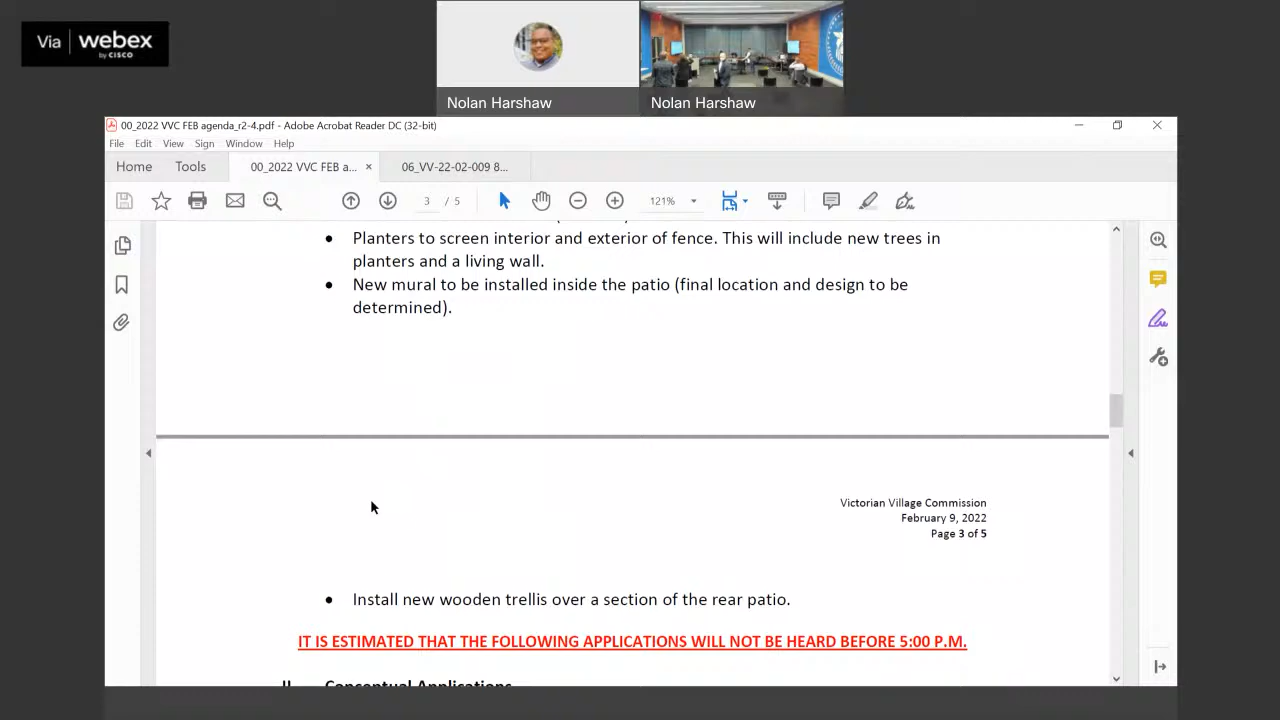 Via webex
by CISCO
Nolan Harshaw
Nolan Harshaw
00_2022 VVC FEB agenda_r2-4.pdf - Adobe Acrobat Reader DC (32-bit)
File Edit View Sign Window Help
Home Tools 00_2022 VVC FEB a... 06_VV-22-02-009 8...
3 / 5 121%
• Planters to screen interior and exterior of fence. This will include new trees in
planters and a living wall.
• New mural to be installed inside the patio (final location and design to be
determined).
Victorian Village Commission
February 9, 2022
Page 3 of 5
• Install new wooden trellis over a section of the rear patio.
IT IS ESTIMATED THAT THE FOLLOWING APPLICATIONS WILL NOT BE HEARD BEFORE 5:00 P.M.
II. Conceptual Applications